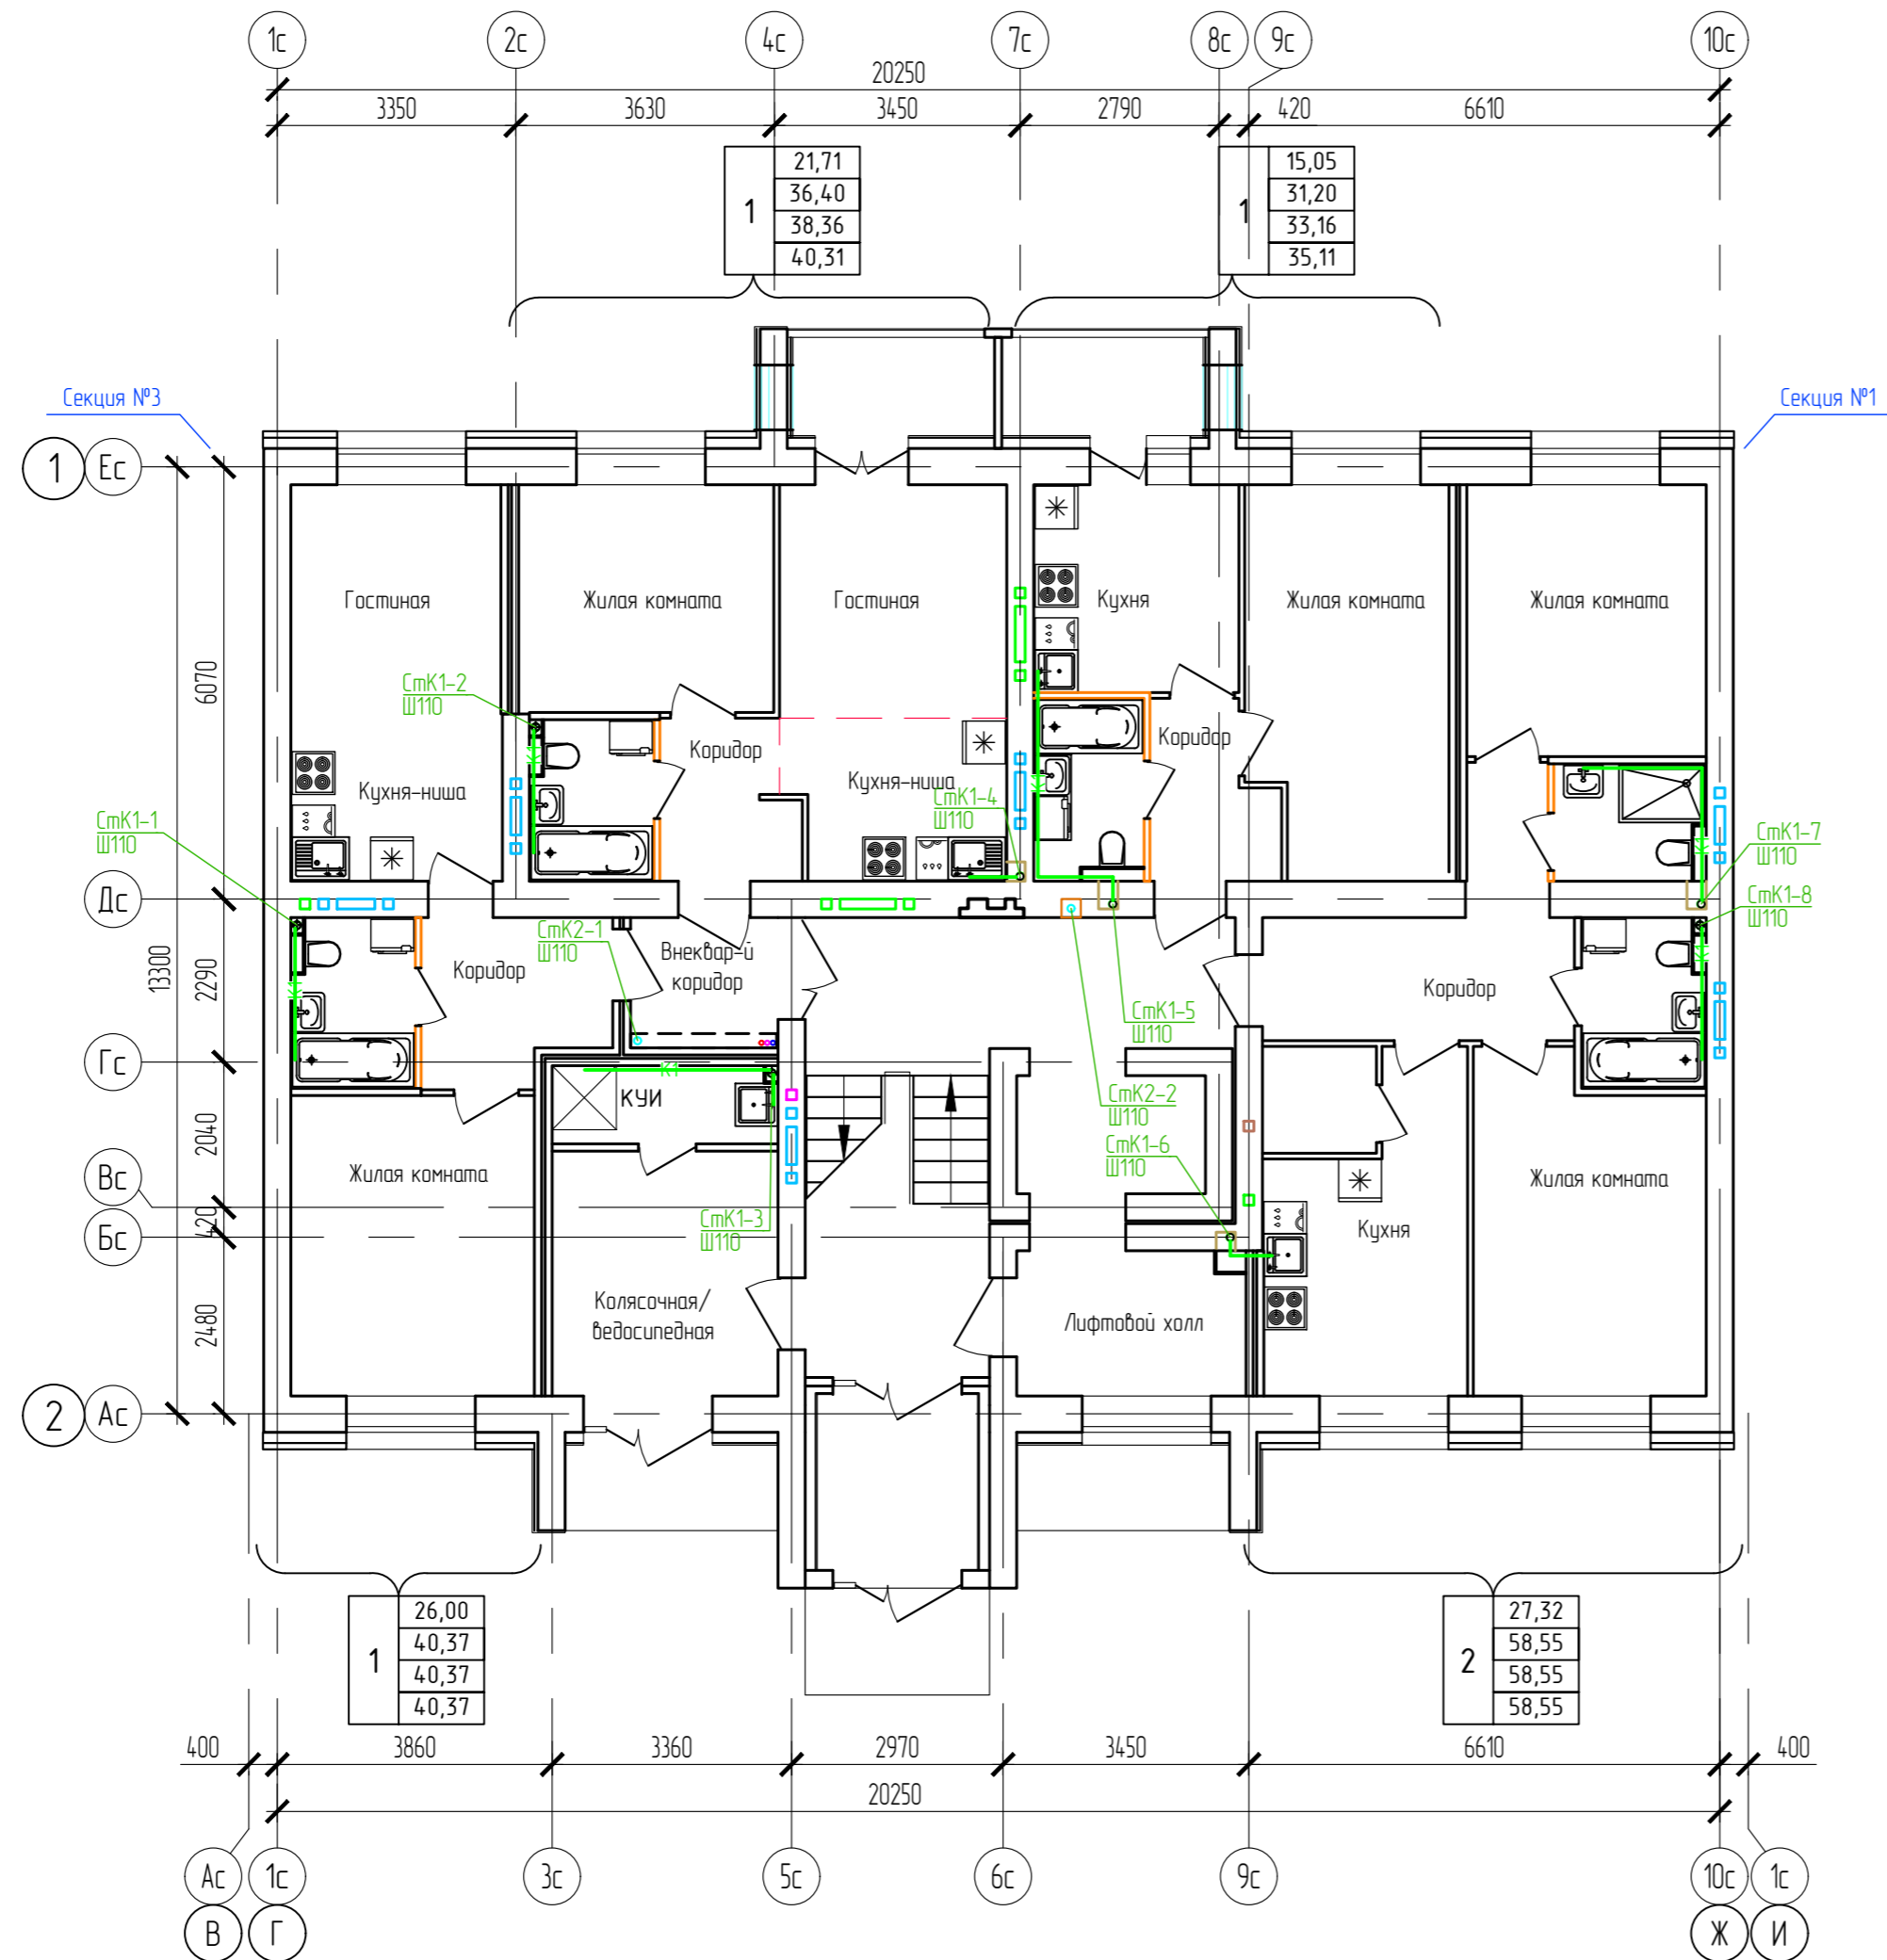 1с 2с 4с 7с 8с 9с 10с
20250
3350 3630 3450 2790 420 6610
1
21,71
36,40
38,36
40,31
1
15,05
31,20
33,16
35,11
Секция №3
Секция №1
1 Ес
Гостиная
Жилая комната
Гостиная
Кухня
Жилая комната
Жилая комната
6070
СтК1-2
Ш110
Коридор
Коридор
К1
К1
Кухня-ниша
Кухня-ниша
СтК1-4
Ш110
СтК1-1
Ш110
СтК1-7
Ш110
К1
Дс
СтК1-8
Ш110
СтК2-1
Ш110
Внеквар-й
коридор
13300
2290
Коридор
К1
Коридор
К1
СтК1-5
Ш110
Гс
К1
КУИ
СтК2-2
Ш110
2040
СтК1-6
Ш110
Вс
Жилая комната
Жилая комната
420
Бс
СтК1-3
Ш110
Кухня
2480
Колясочная/
ведосипедная
Лифтовой холл
2 Ас
1
26,00
40,37
40,37
40,37
2
27,32
58,55
58,55
58,55
400 3860 3360 2970 3450 6610 400
20250
Ас 1с 3с 5с 6с 9с 10с 1с
В Г Ж И